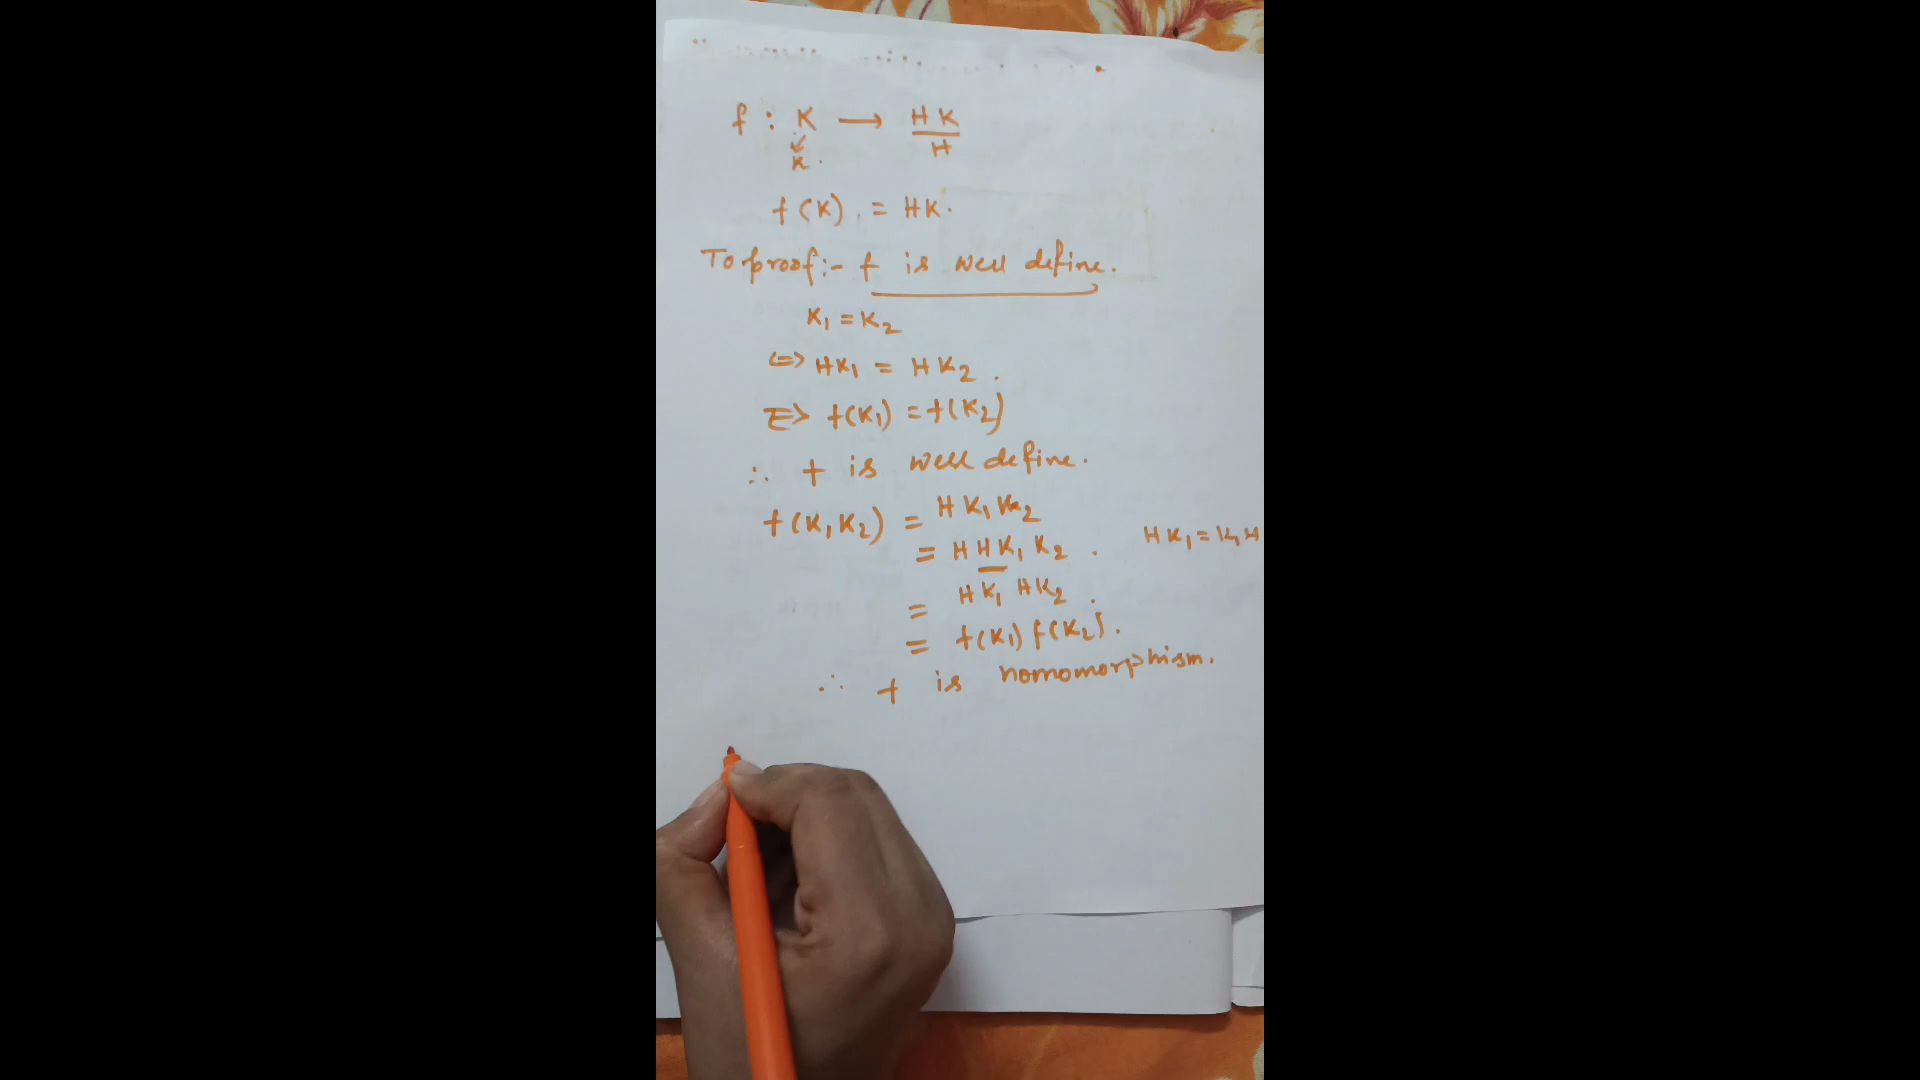 f : K → HK
H
k.
f(K) = HK.
To proof:- f is well define.
K₁ = K₂
⇔ HK₁ = HK₂.
⇒ f(K₁) = f(K₂)
∴ f is well define.
f(K₁K₂) = HK₁K₂
= HHK₁K₂. HK₁ = K₁H
= HK₁ HK₂.
= f(K₁) f(K₂).
∴ f is homomorphism.